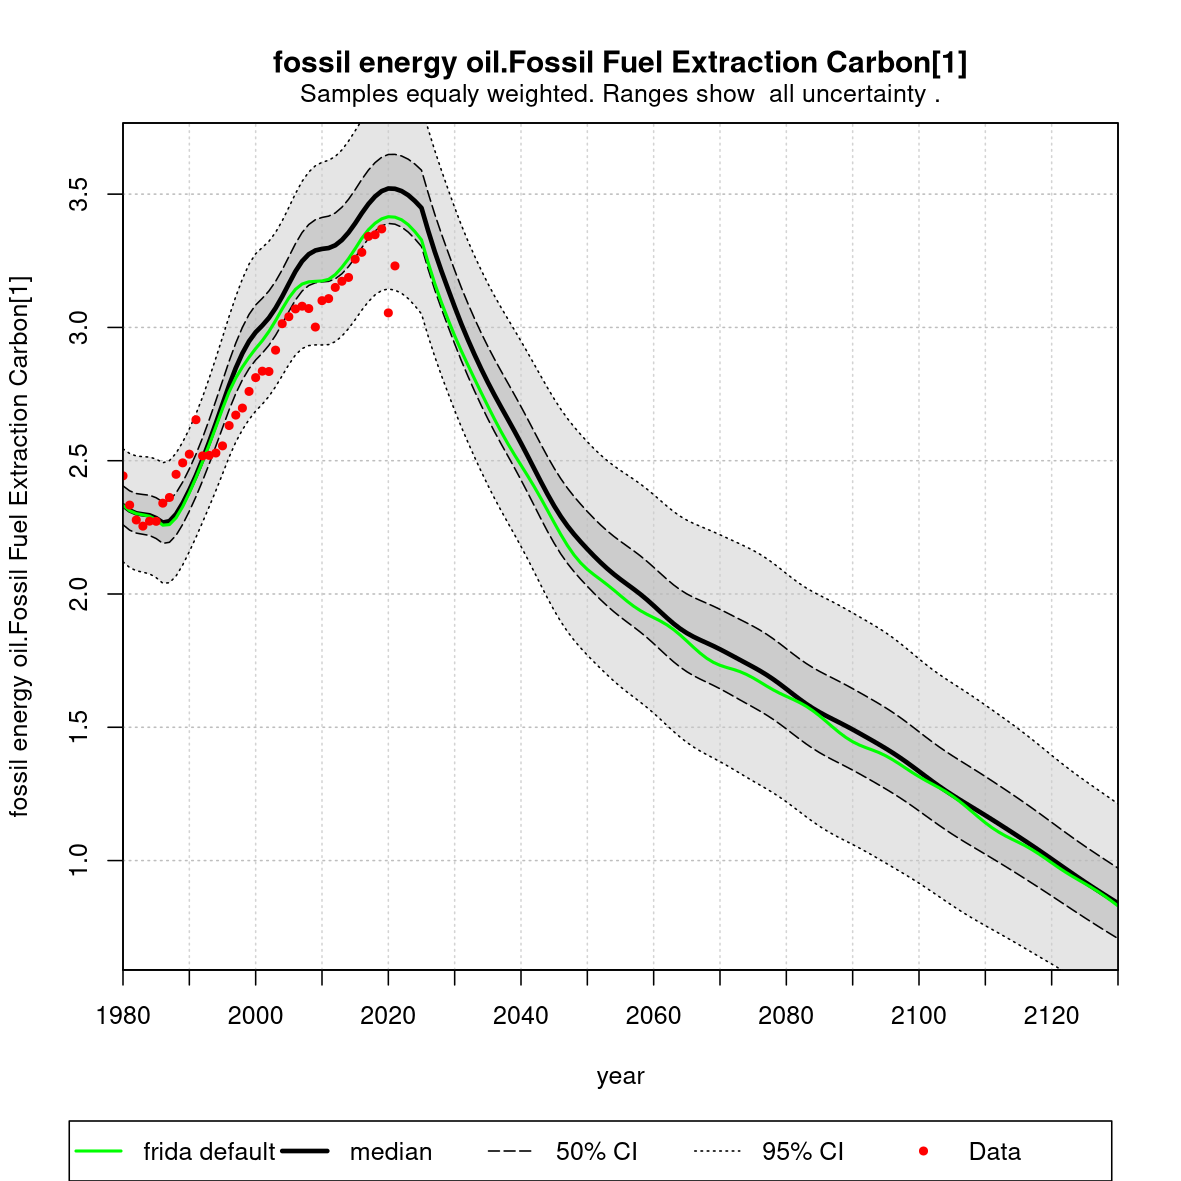 fossil energy oil.Fossil Fuel Extraction Carbon[1]
Samples equaly weighted. Ranges show  all uncertainty .
fossil energy oil.Fossil Fuel Extraction Carbon[1]
3.5
3.0
2.5
2.0
1.5
1.0
1980 2000 2020 2040 2060 2080 2100 2120
year
frida default median 50% CI 95% CI Data